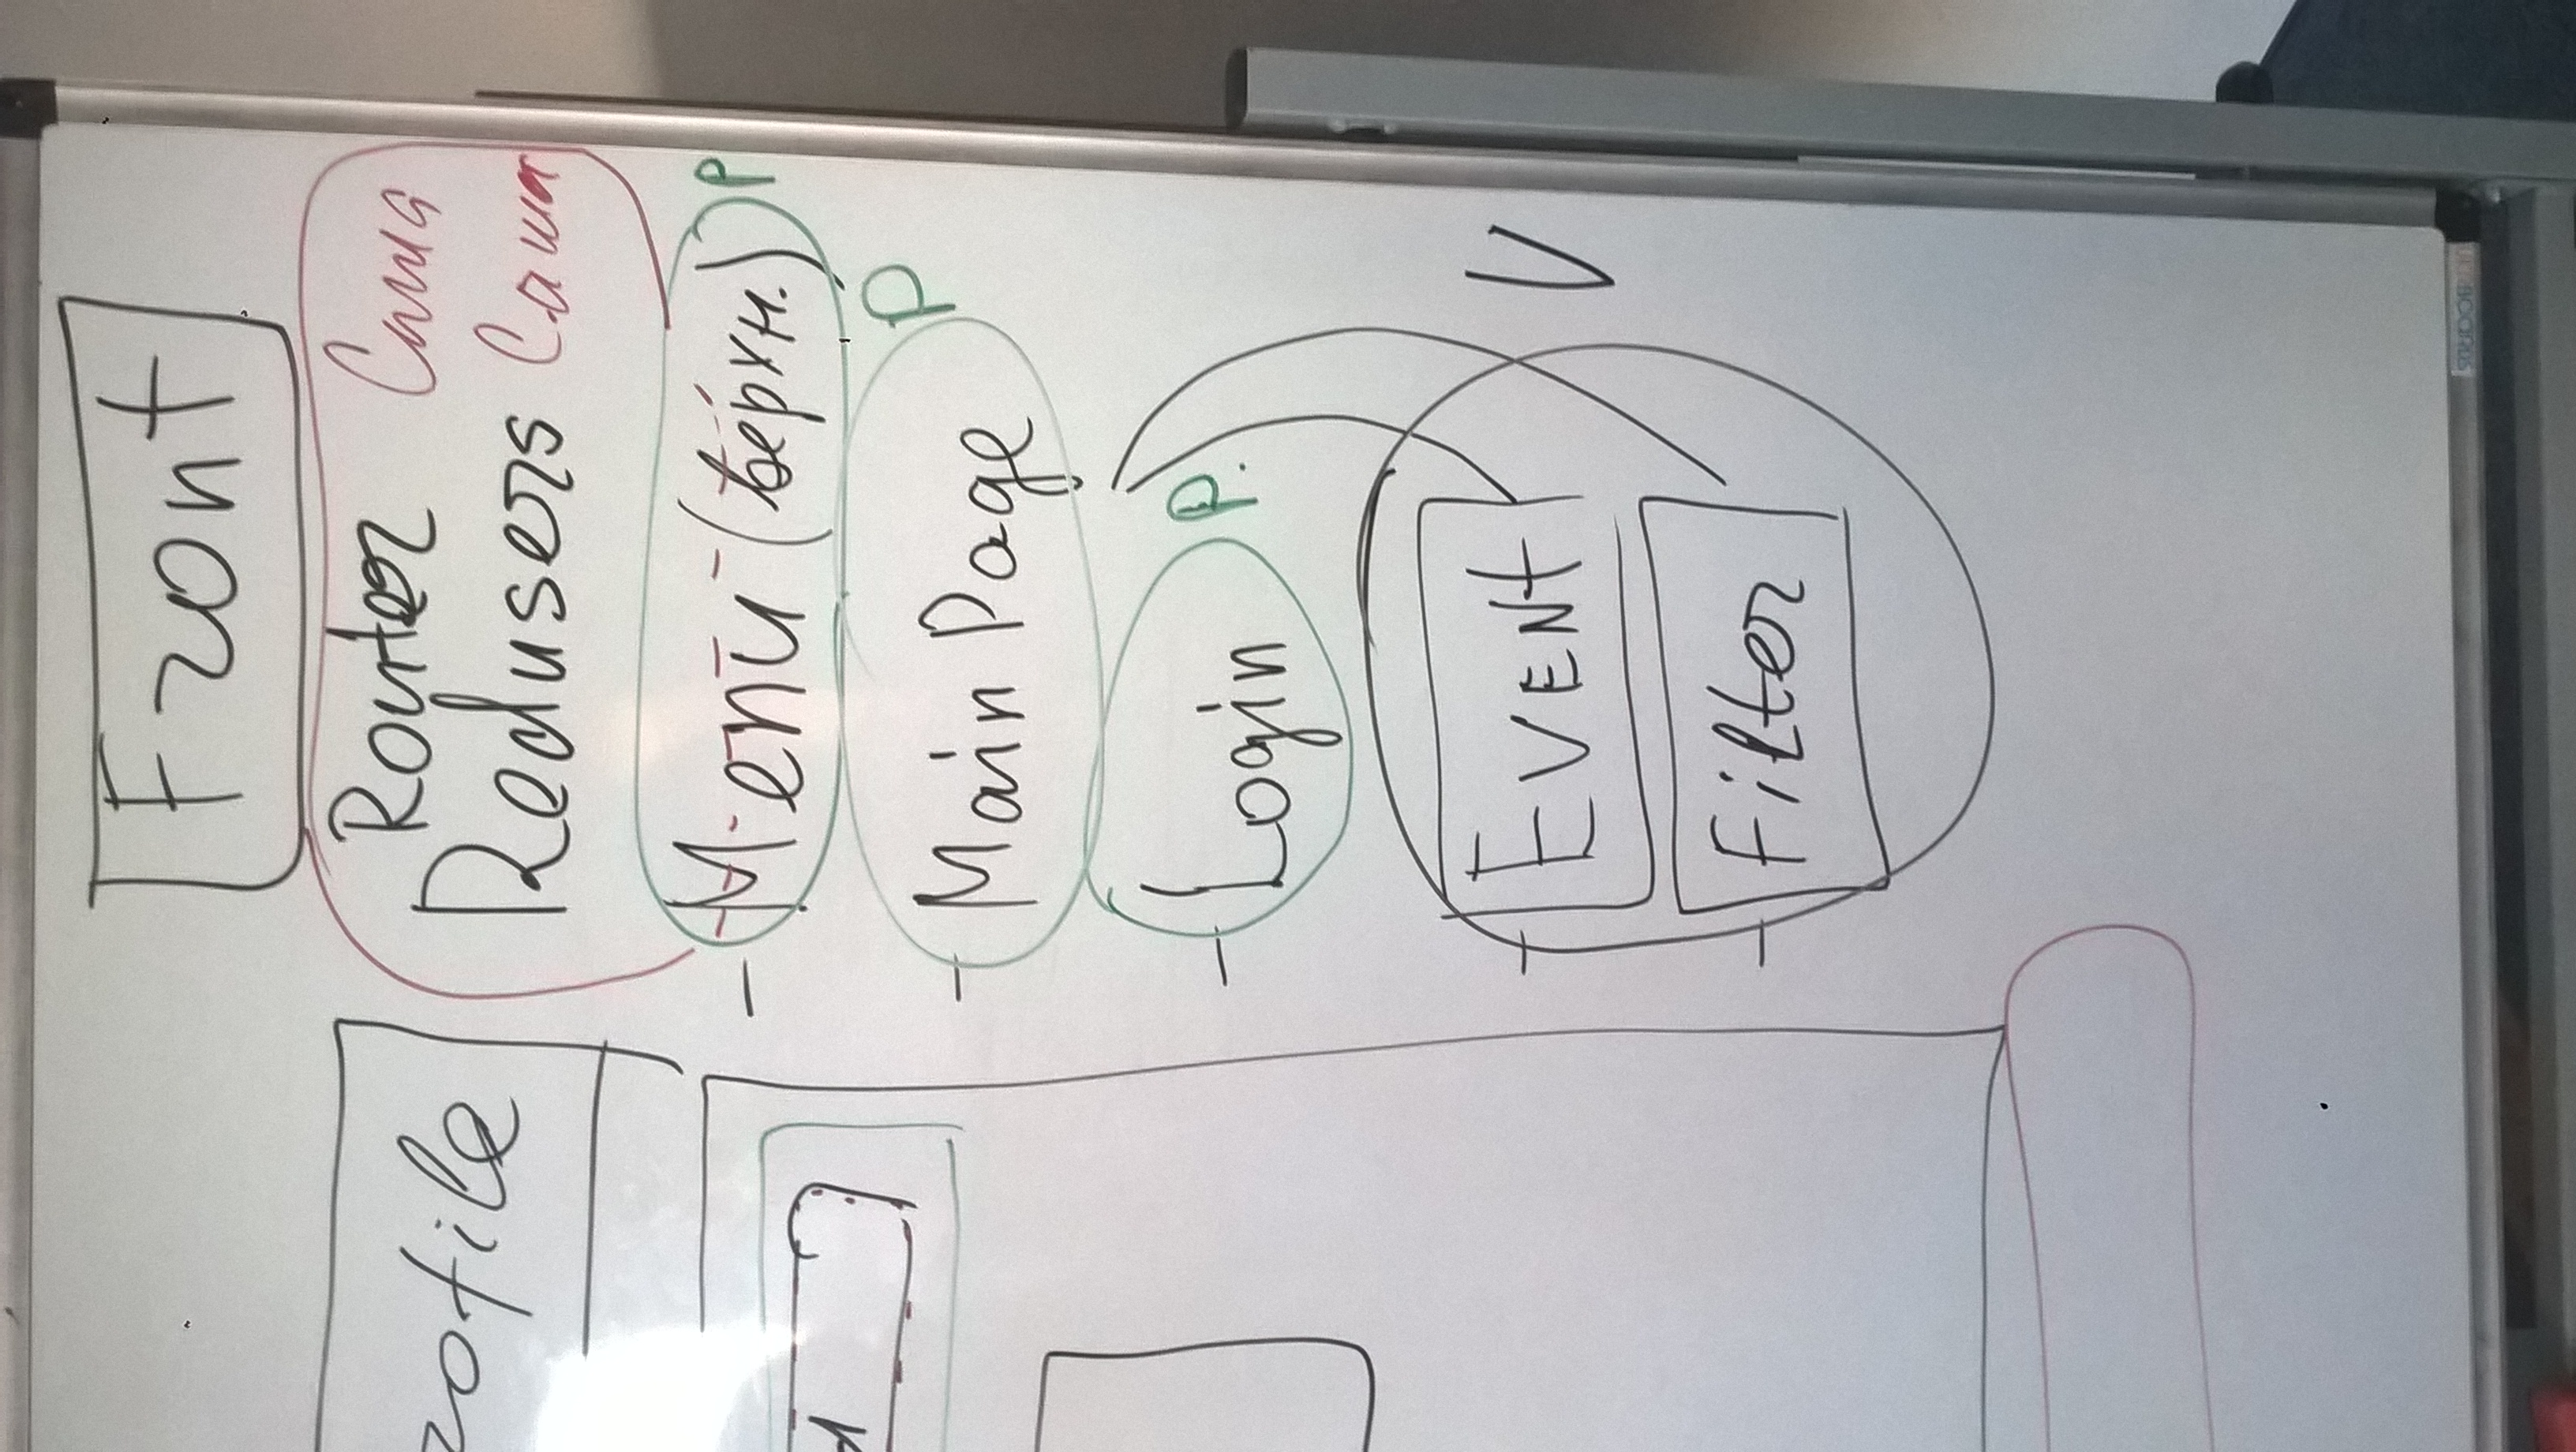 Front
Router Саша
Redusers Саша
rofile
- Menu (верхн.) P
d
- Main Page P
- Login P.
- EVENt V
- Filter